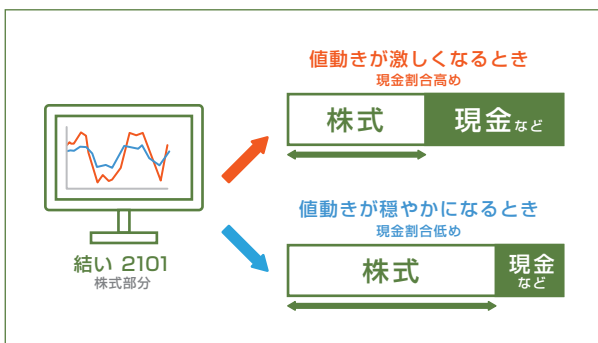 値動きが激しくなるとき
現金割合高め
株式
現金など
結い 2101
株式部分
値動きが穏やかになるとき
現金割合低め
株式
現金
など